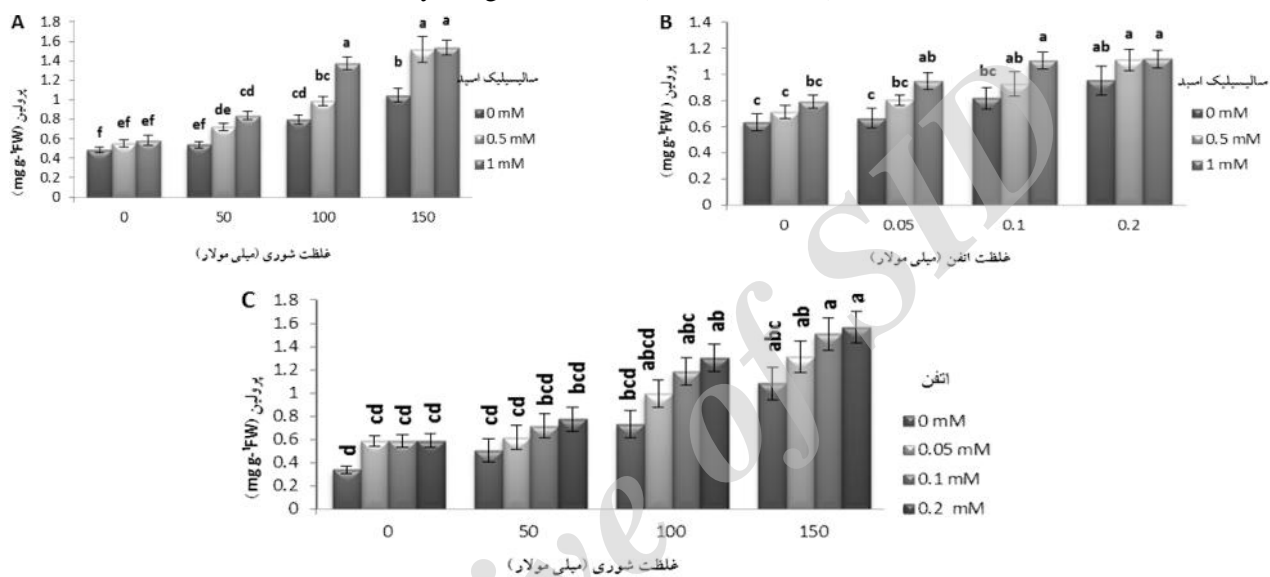 A
1.8
1.6
1.4
1.2
1
0.8
0.6
0.4
0.2
0
پرولین (mg g-¹FW)
f ef ef ef de cd cd bc a b a a
0 50 100 150
غلظت شوری (میلی مولار)
سالیسیلیک اسید
0 mM
0.5 mM
1 mM
B
1.4
1.2
1
0.8
0.6
0.4
0.2
0
پرولین (mg g-¹FW)
c c bc c bc ab bc ab a ab a a
0 0.05 0.1 0.2
غلظت اتفن (میلی مولار)
سالیسیلیک اسید
0 mM
0.5 mM
1 mM
C
1.8
1.6
1.4
1.2
1
0.8
0.6
0.4
0.2
0
پرولین (mg g-¹FW)
d cd cd cd cd cd bcd bcd bcd abcd abc ab abc ab a a
0 50 100 150
غلظت شوری (میلی مولار)
اتفن
0 mM
0.05 mM
0.1 mM
0.2 mM
ive of SID